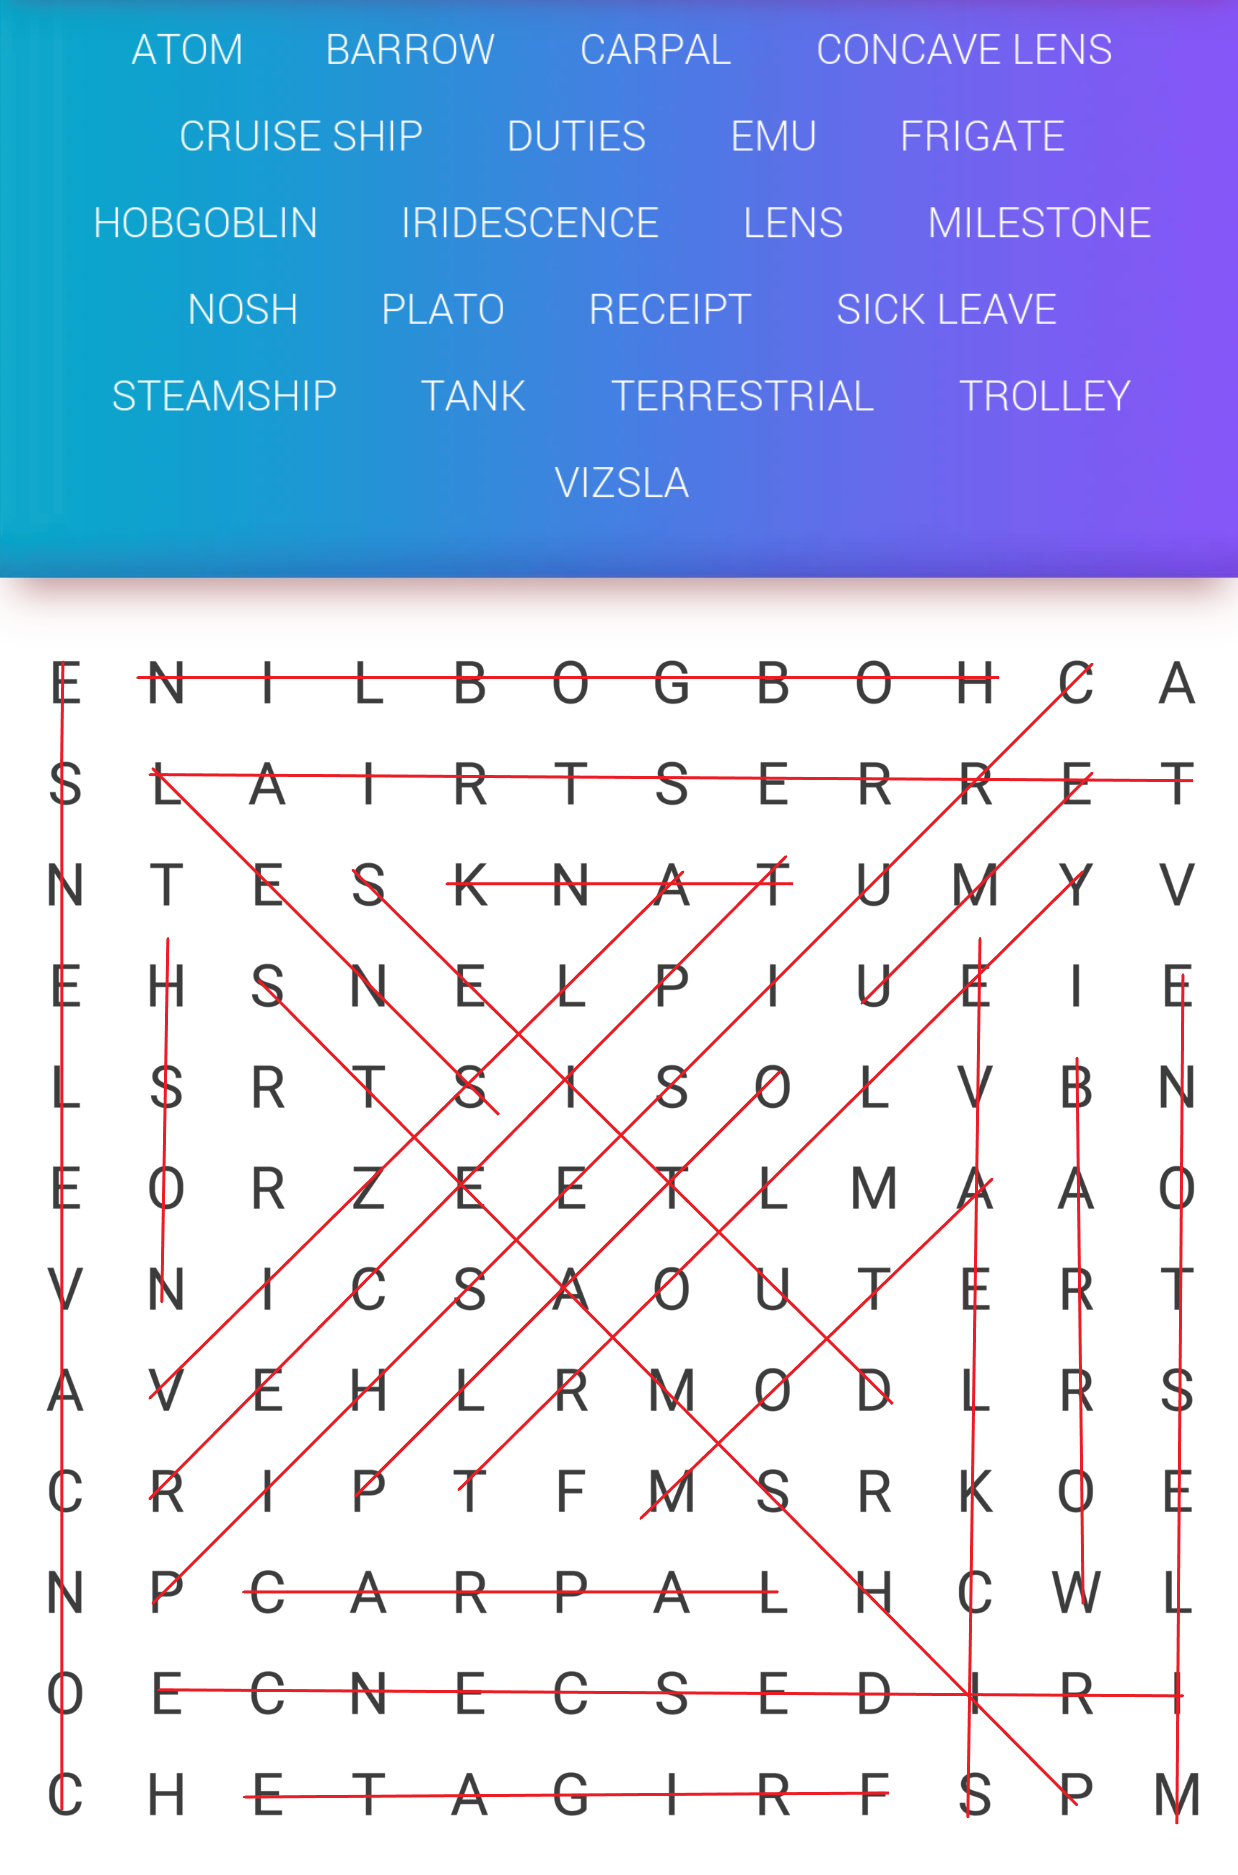 ATOM BARROW CARPAL CONCAVE LENS
CRUISE SHIP DUTIES EMU FRIGATE
HOBGOBLIN IRIDESCENCE LENS MILESTONE
NOSH PLATO RECEIPT SICK LEAVE
STEAMSHIP TANK TERRESTRIAL TROLLEY
VIZSLA
E N I L B O G B O H C A
S L A I R T S E R R E T
N T E S K N A T U M Y V
E H S N E L P I U E I E
L S R T S I S O L V B N
E O R Z E E T L M A A O
V N I C S A O U T E R T
A V E H L R M O D L R S
C R I P T F M S R K O E
N P C A R P A L H C W L
O E C N E C S E D I R I
C H E T A G I R F S P M